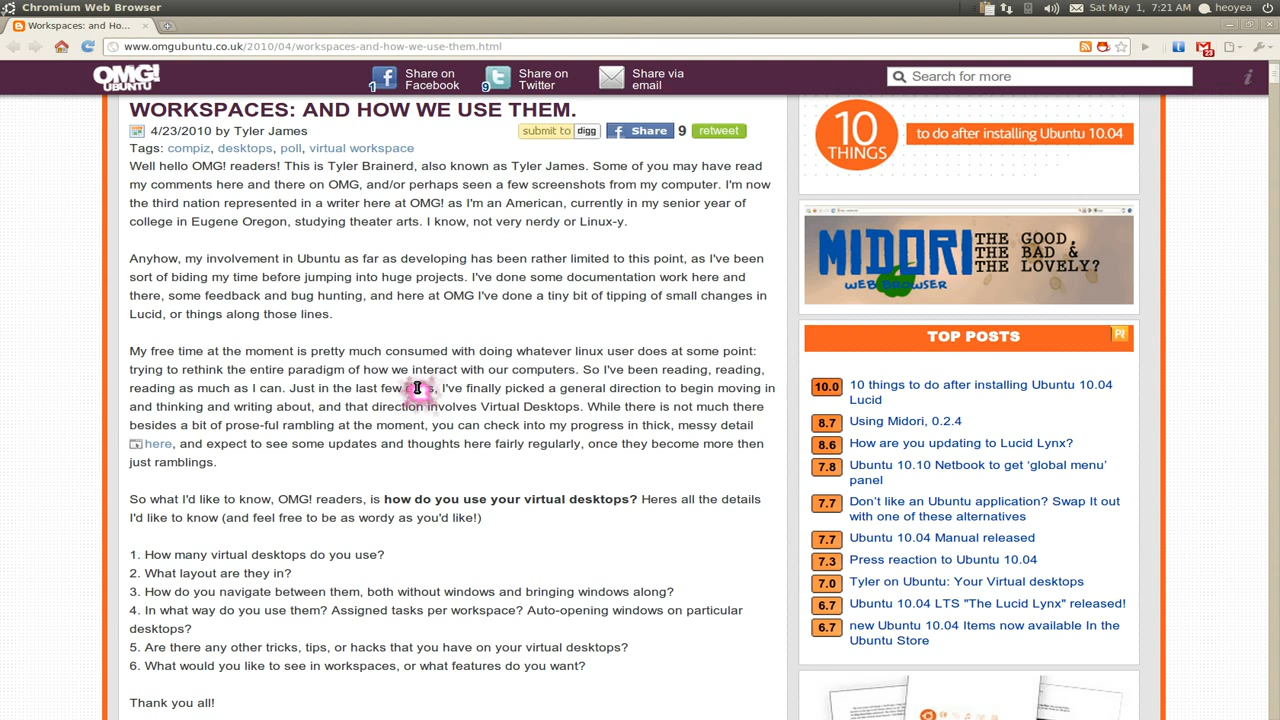 Chromium Web Browser
Sat May 1, 7:21 AM heoyea
Workspaces: and Ho...
www.omgubuntu.co.uk/2010/04/workspaces-and-how-we-use-them.html
23
OMG! UBUNTU
1 Share on Facebook
9 Share on Twitter
Share via email
Search for more
WORKSPACES: AND HOW WE USE THEM.
4/23/2010 by Tyler James
submit to digg Share 9 retweet
Tags: compiz, desktops, poll, virtual workspace
Well hello OMG! readers! This is Tyler Brainerd, also known as Tyler James. Some of you may have read
my comments here and there on OMG, and/or perhaps seen a few screenshots from my computer. I'm now
the third nation represented in a writer here at OMG! as I'm an American, currently in my senior year of
college in Eugene Oregon, studying theater arts. I know, not very nerdy or Linux-y.
Anyhow, my involvement in Ubuntu as far as developing has been rather limited to this point, as I've been
sort of biding my time before jumping into huge projects. I've done some documentation work here and
there, some feedback and bug hunting, and here at OMG I've done a tiny bit of tipping of small changes in
Lucid, or things along those lines.
My free time at the moment is pretty much consumed with doing whatever linux user does at some point:
trying to rethink the entire paradigm of how we interact with our computers. So I've been reading, reading,
reading as much as I can. Just in the last few I've finally picked a general direction to begin moving in
and thinking and writing about, and that direction involves Virtual Desktops. While there is not much there
besides a bit of prose-ful rambling at the moment, you can check into my progress in thick, messy detail
here, and expect to see some updates and thoughts here fairly regularly, once they become more then
just ramblings.
So what I'd like to know, OMG! readers, is how do you use your virtual desktops? Heres all the details
I'd like to know (and feel free to be as wordy as you'd like!)
1. How many virtual desktops do you use?
2. What layout are they in?
3. How do you navigate between them, both without windows and bringing windows along?
4. In what way do you use them? Assigned tasks per workspace? Auto-opening windows on particular
desktops?
5. Are there any other tricks, tips, or hacks that you have on your virtual desktops?
6. What would you like to see in workspaces, or what features do you want?
Thank you all!
10 THINGS to do after installing Ubuntu 10.04
MIDORI WEB BROWSER
THE GOOD,
THE BAD &
THE LOVELY?
TOP POSTS
10.0 10 things to do after installing Ubuntu 10.04
Lucid
8.7 Using Midori, 0.2.4
8.6 How are you updating to Lucid Lynx?
7.8 Ubuntu 10.10 Netbook to get ‘global menu’
panel
7.7 Don’t like an Ubuntu application? Swap It out
with one of these alternatives
7.7 Ubuntu 10.04 Manual released
7.3 Press reaction to Ubuntu 10.04
7.0 Tyler on Ubuntu: Your Virtual desktops
6.7 Ubuntu 10.04 LTS "The Lucid Lynx" released!
6.7 new Ubuntu 10.04 Items now available In the
Ubuntu Store